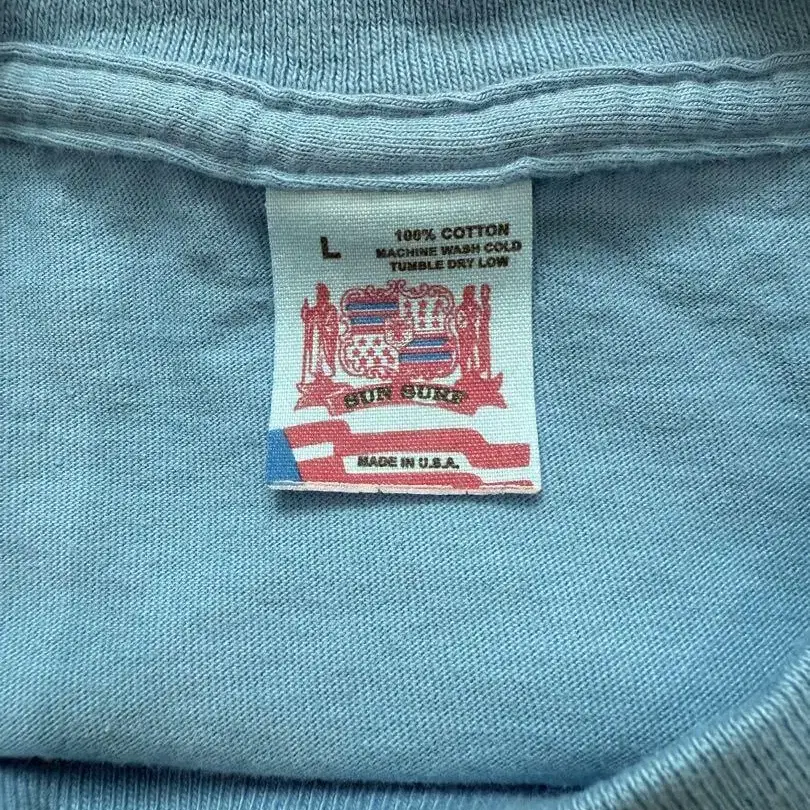 L
100% COTTON
MACHINE WASH COLD
TUMBLE DRY LOW
SUN SURF
MADE IN U.S.A.